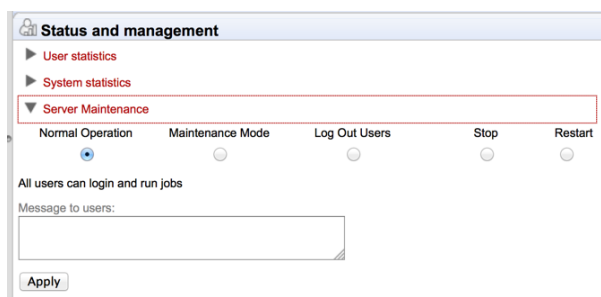 Status and management
User statistics
System statistics
Server Maintenance
Normal Operation Maintenance Mode Log Out Users Stop Restart
All users can login and run jobs
Message to users:
Apply